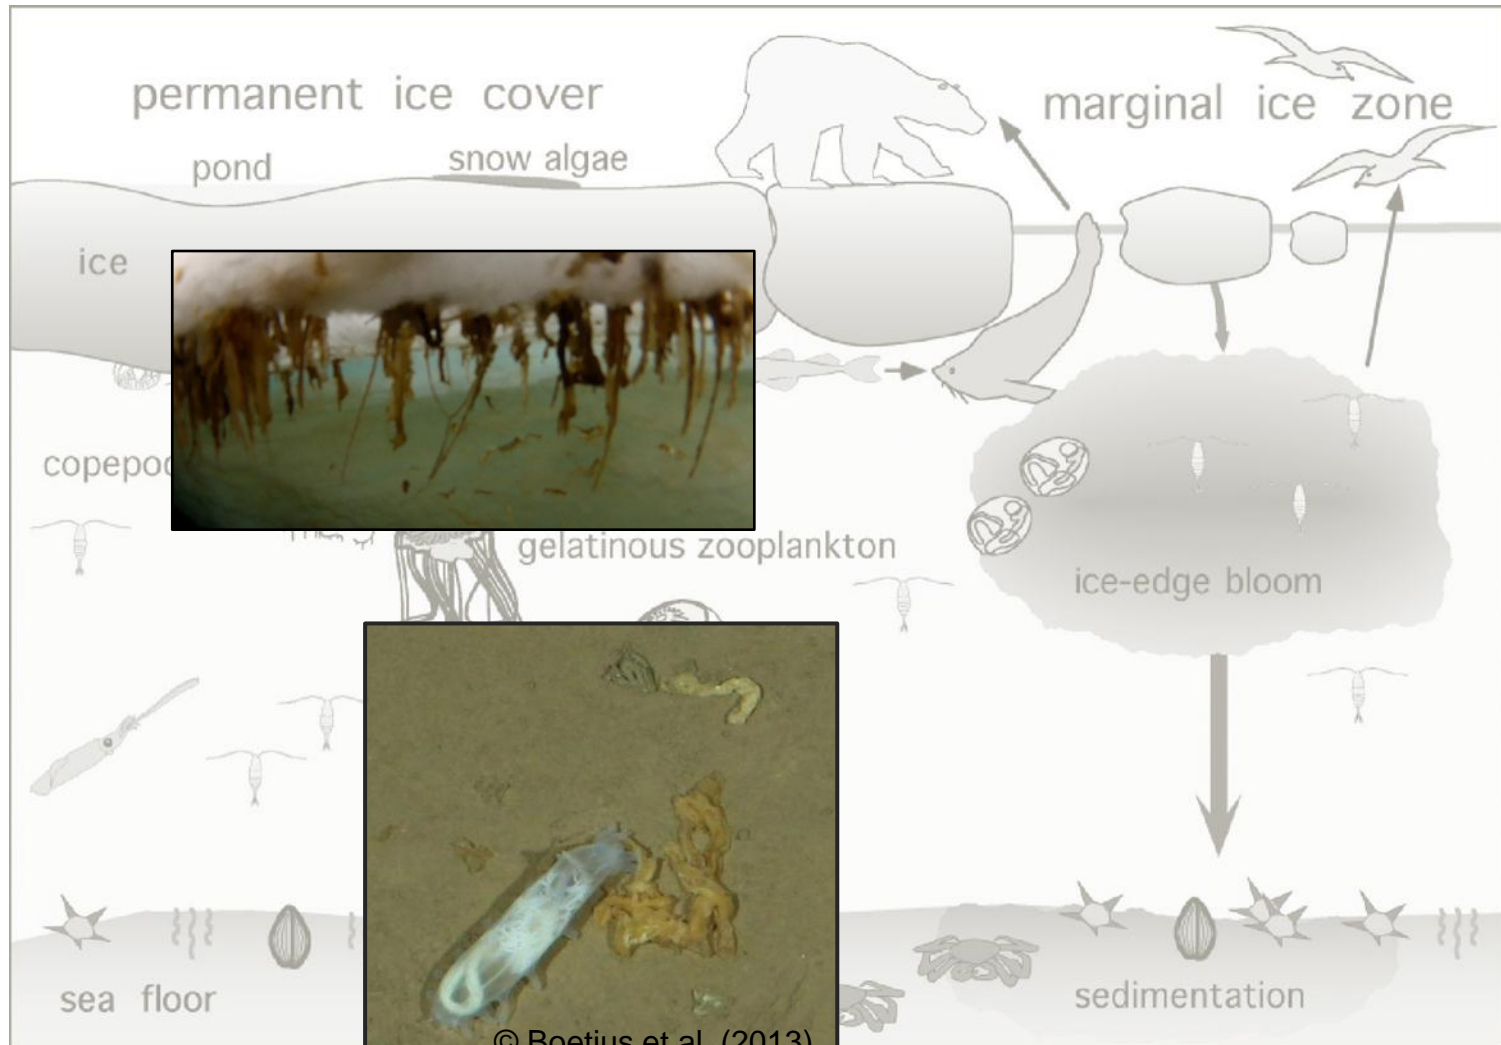 permanent ice cover
marginal ice zone
pond
snow algae
ice
gelatinous zooplankton
ice-edge bloom
sea floor
sedimentation
© Boetius et al. (2013)